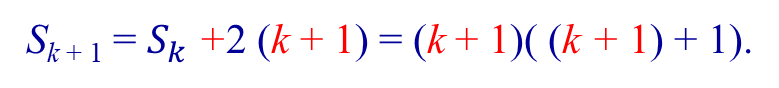 S_{k+1} = S_k +2 (k + 1) = (k + 1)( (k + 1) + 1).